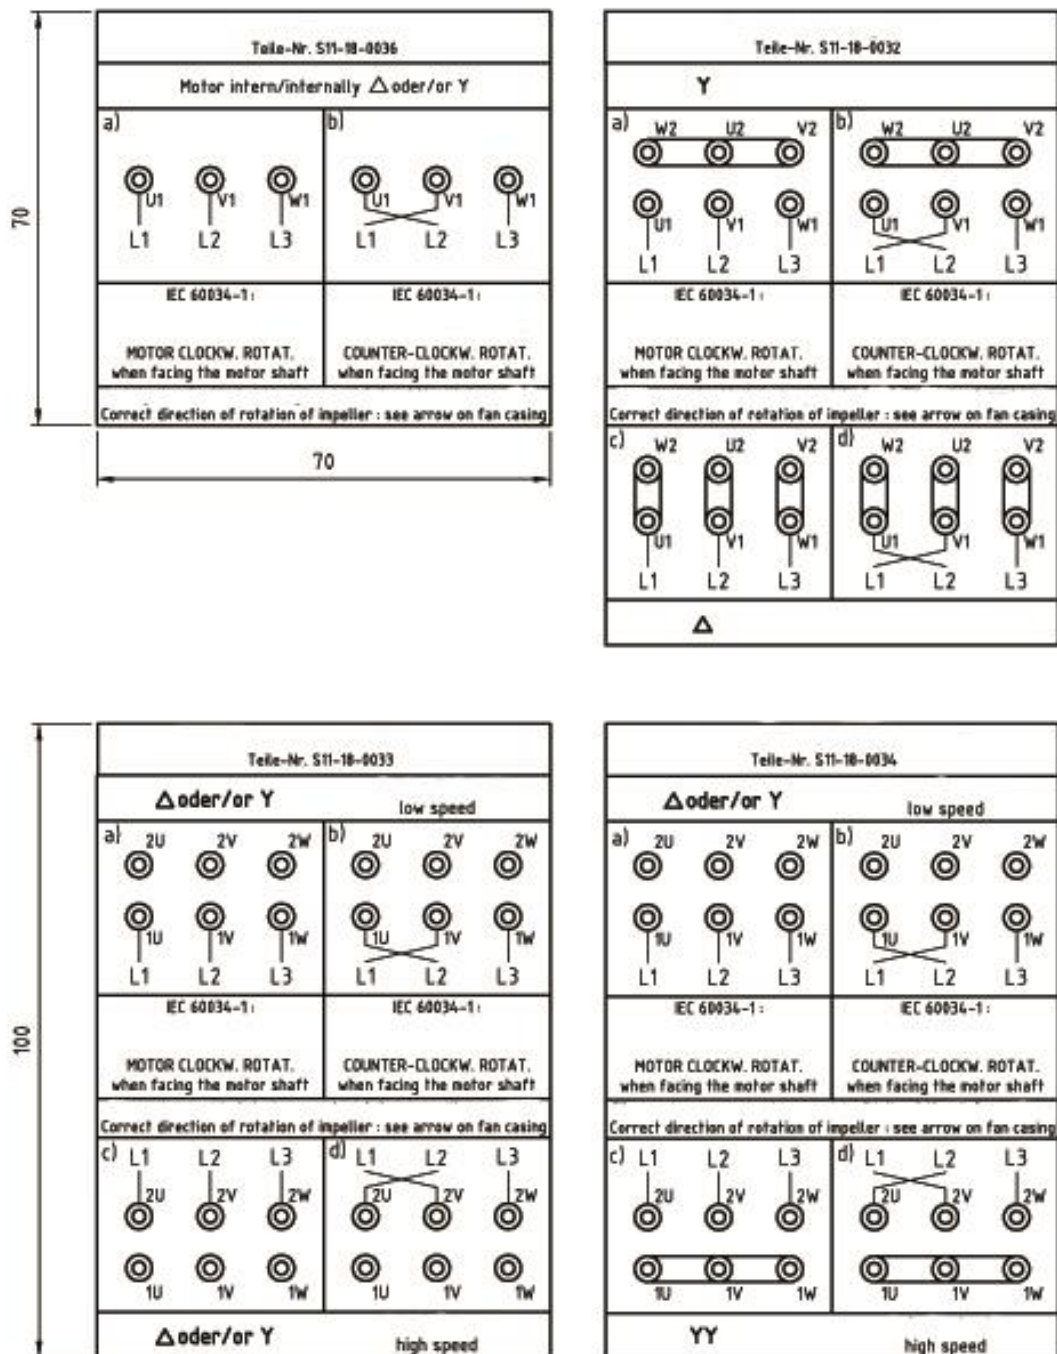 Teile-Nr. S11-18-0036
Motor intern/internally Δ oder/or Y
a)
b)
U1 V1 W1
U1 V1 W1
L1 L2 L3
L1 L2 L3
IEC 60034-1:
IEC 60034-1:
MOTOR CLOCKW. ROTAT.
when facing the motor shaft
COUNTER-CLOCKW. ROTAT.
when facing the motor shaft
Correct direction of rotation of impeller : see arrow on fan casing
70
70
Teile-Nr. S11-18-0032
Y
a)
W2 U2 V2
U1 V1 W1
L1 L2 L3
b)
W2 U2 V2
U1 V1 W1
L1 L2 L3
IEC 60034-1:
IEC 60034-1:
MOTOR CLOCKW. ROTAT.
when facing the motor shaft
COUNTER-CLOCKW. ROTAT.
when facing the motor shaft
Correct direction of rotation of impeller : see arrow on fan casing
c)
W2 U2 V2
U1 V1 W1
L1 L2 L3
d)
W2 U2 V2
U1 V1 W1
L1 L2 L3
Δ
100
Teile-Nr. S11-18-0033
Δ oder/or Y low speed
a)
2U 2V 2W
1U 1V 1W
L1 L2 L3
b)
2U 2V 2W
1U 1V 1W
L1 L2 L3
IEC 60034-1:
IEC 60034-1:
MOTOR CLOCKW. ROTAT.
when facing the motor shaft
COUNTER-CLOCKW. ROTAT.
when facing the motor shaft
Correct direction of rotation of impeller : see arrow on fan casing
c)
L1 L2 L3
2U 2V 2W
1U 1V 1W
d)
L1 L2 L3
2U 2V 2W
1U 1V 1W
Δ oder/or Y high speed
Teile-Nr. S11-18-0034
Δ oder/or Y low speed
a)
2U 2V 2W
1U 1V 1W
L1 L2 L3
b)
2U 2V 2W
1U 1V 1W
L1 L2 L3
IEC 60034-1:
IEC 60034-1:
MOTOR CLOCKW. ROTAT.
when facing the motor shaft
COUNTER-CLOCKW. ROTAT.
when facing the motor shaft
Correct direction of rotation of impeller : see arrow on fan casing
c)
L1 L2 L3
2U 2V 2W
1U 1V 1W
d)
L1 L2 L3
2U 2V 2W
1U 1V 1W
YY high speed